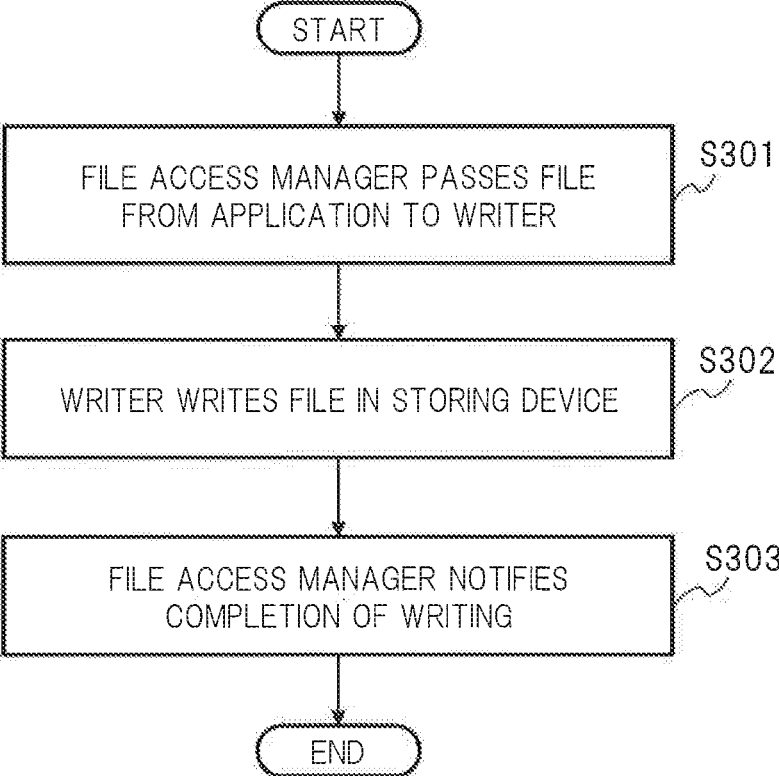 START
FILE ACCESS MANAGER PASSES FILE
FROM APPLICATION TO WRITER
S301
WRITER WRITES FILE IN STORING DEVICE
S302
FILE ACCESS MANAGER NOTIFIES
COMPLETION OF WRITING
S303
END